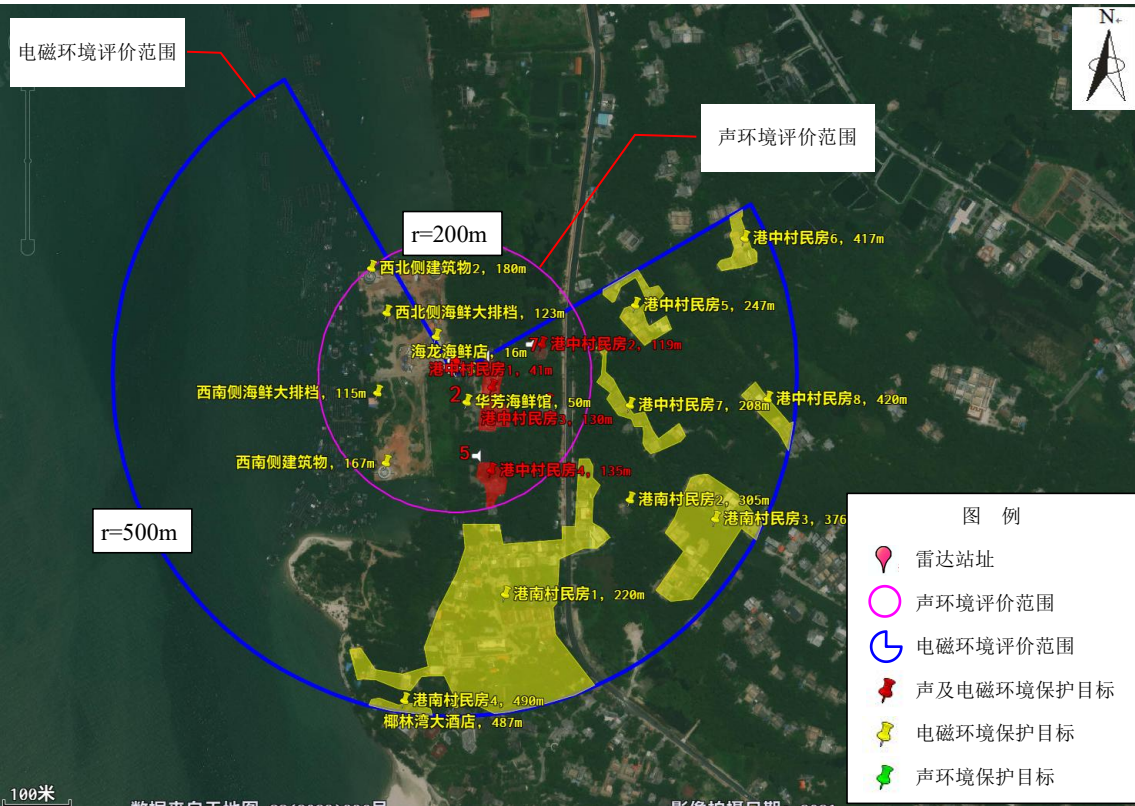 电磁环境评价范围
N
声环境评价范围
r=200m
港中村民房6, 417m
西北侧建筑物2, 180m
港中村民房5, 247m
西北侧海鲜大排档, 123m
7
港中村民房2, 119m
海龙海鲜店, 16m
港中村民房1, 41m
西南侧海鲜大排档, 115m
2
华芳海鲜馆, 50m
港中村民房7, 208m
港中村民房8, 420m
港中村民房3, 130m
西南侧建筑物, 167m
5
港中村民房4, 135m
港南村民房2, 305m
港南村民房3, 376
r=500m
港南村民房1, 220m
港南村民房4, 490m
椰林湾大酒店, 487m
图 例
雷达站址
声环境评价范围
电磁环境评价范围
声及电磁环境保护目标
电磁环境保护目标
声环境保护目标
100米